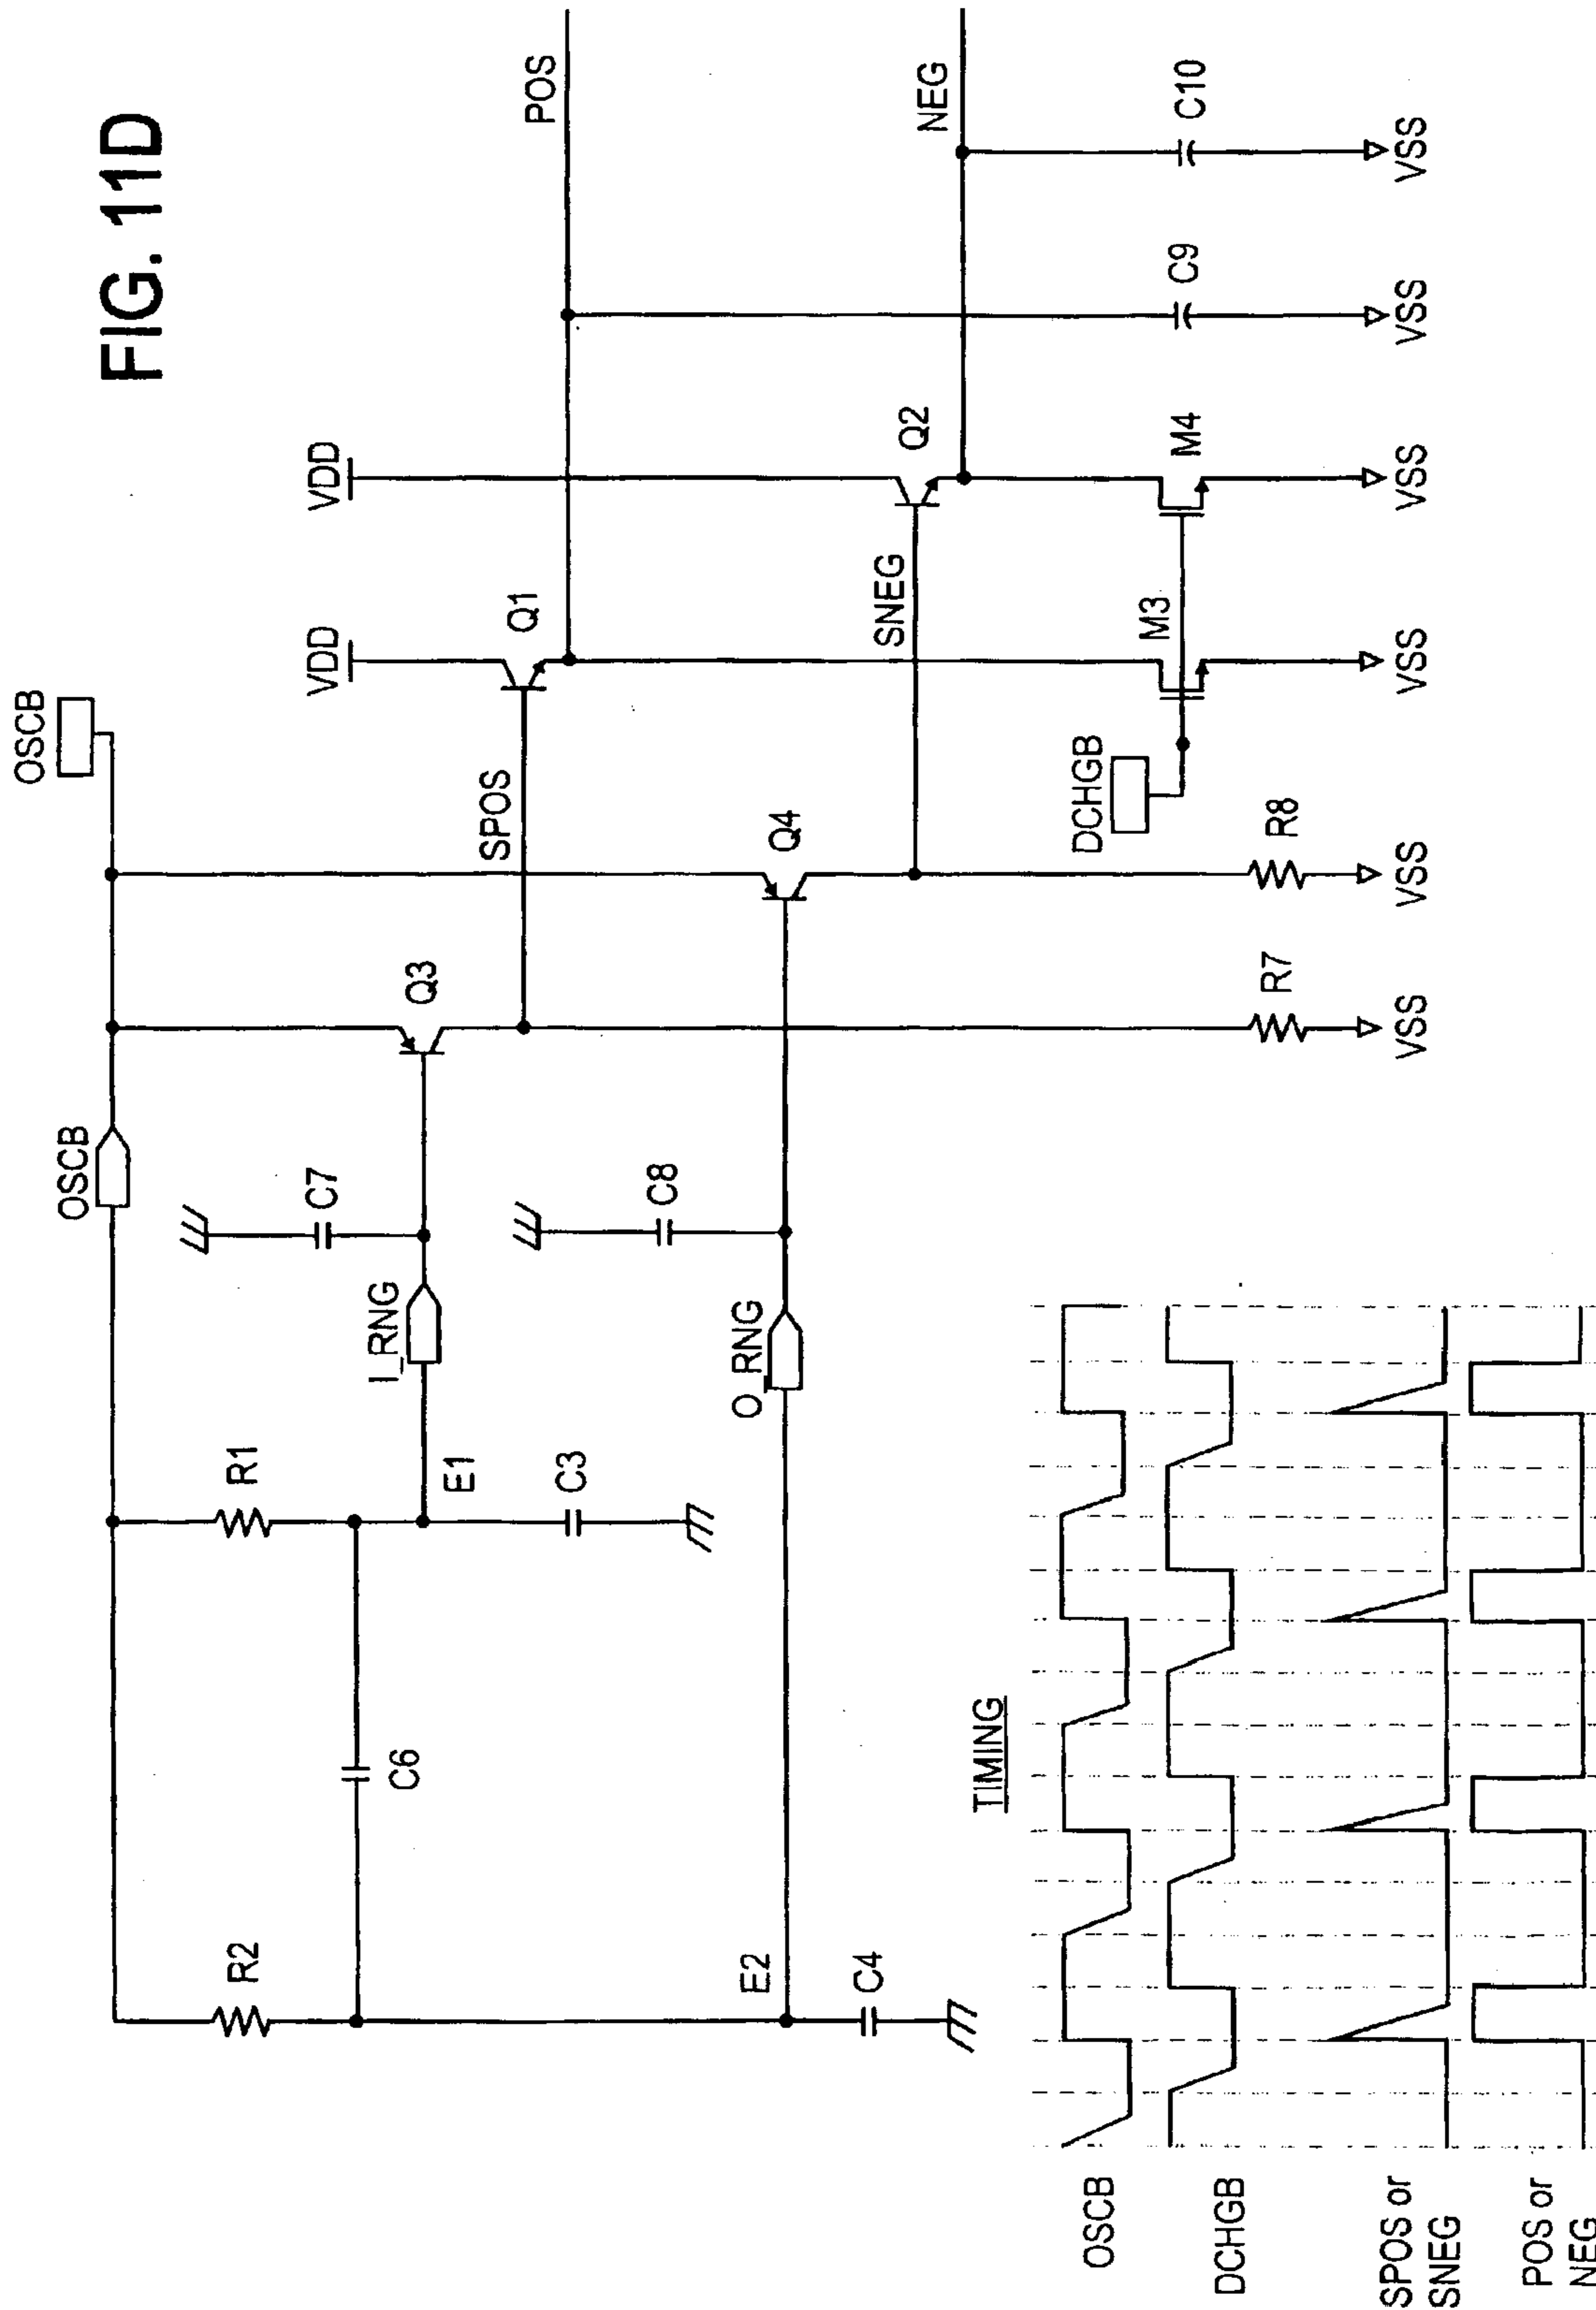 FIG. 11D
OSCB
OSCB
VDD
VDD
POS
R2
R1
C7
Q3
SPOS
Q1
C6
I_RNG
E1
C3
C8
Q4
SNEG
Q2
NEG
E2
O_RNG
C4
R7
R8
DCHGB
M3
M4
C9
C10
VSS
VSS
VSS
VSS
VSS
VSS
TIMING
OSCB
DCHGB
SPOS or
SNEG
POS or
NEG